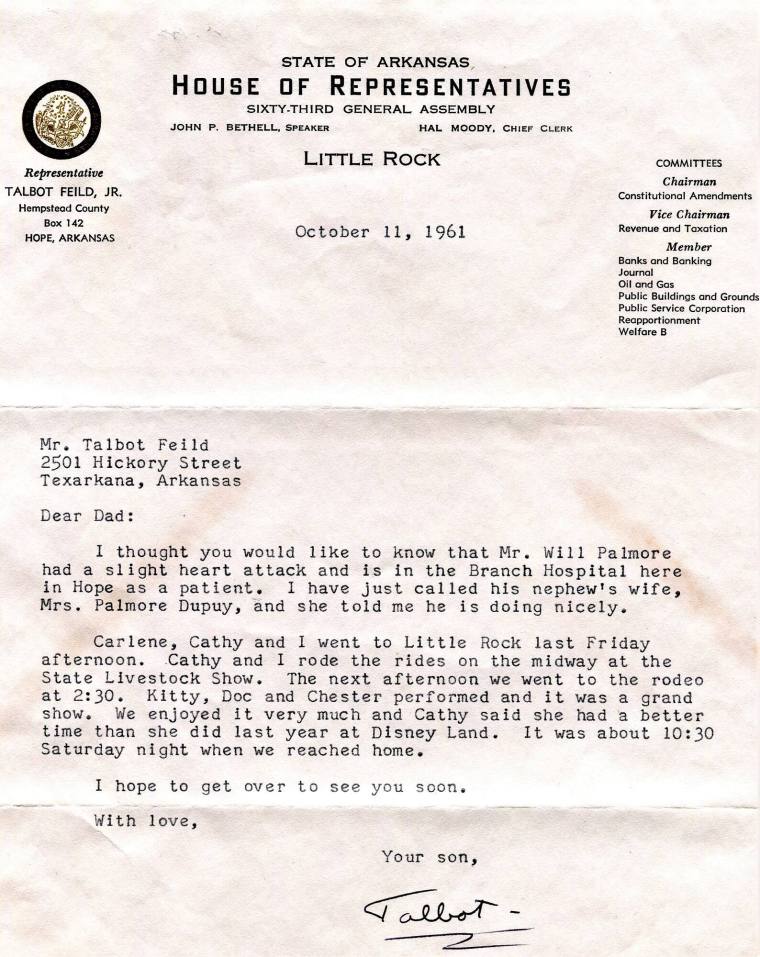 STATE OF ARKANSAS
HOUSE OF REPRESENTATIVES
SIXTY-THIRD GENERAL ASSEMBLY
JOHN P. BETHELL, SPEAKER HAL MOODY, CHIEF CLERK
LITTLE ROCK
Representative
TALBOT FEILD, JR.
Hempstead County
Box 142
HOPE, ARKANSAS
COMMITTEES
Chairman
Constitutional Amendments
Vice Chairman
Revenue and Taxation
Member
Banks and Banking
Journal
Oil and Gas
Public Buildings and Grounds
Public Service Corporation
Reapportionment
Welfare B
October 11, 1961
Mr. Talbot Feild
2501 Hickory Street
Texarkana, Arkansas
Dear Dad:
I thought you would like to know that Mr. Will Palmore
had a slight heart attack and is in the Branch Hospital here
in Hope as a patient. I have just called his nephew's wife,
Mrs. Palmore Dupuy, and she told me he is doing nicely.
Carlene, Cathy and I went to Little Rock last Friday
afternoon. Cathy and I rode the rides on the midway at the
State Livestock Show. The next afternoon we went to the rodeo
at 2:30. Kitty, Doc and Chester performed and it was a grand
show. We enjoyed it very much and Cathy said she had a better
time than she did last year at Disney Land. It was about 10:30
Saturday night when we reached home.
I hope to get over to see you soon.
With love,
Your son,
Talbot -